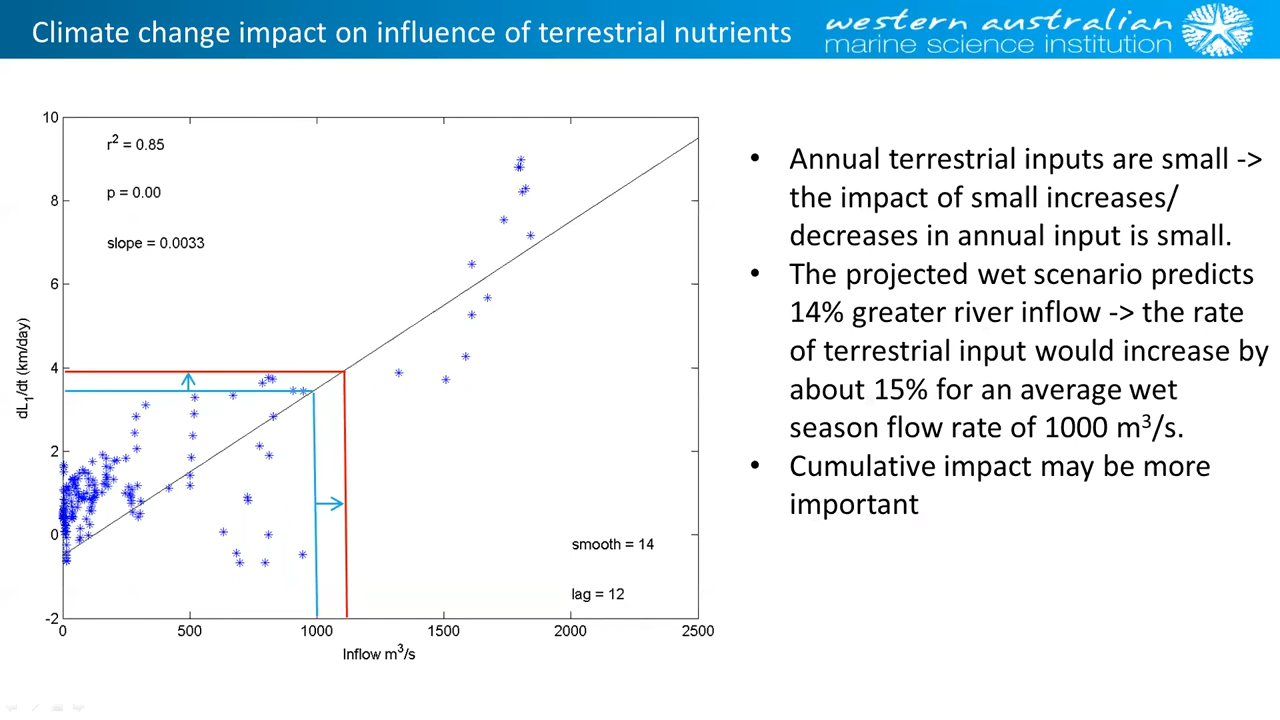 Climate change impact on influence of terrestrial nutrients
western australian
marine science institution
10
8
6
4
2
0
-2
dL1/dt (km/day)
r2 = 0.85
p = 0.00
slope = 0.0033
smooth = 14
lag = 12
0 500 1000 1500 2000 2500
Inflow m3/s
• Annual terrestrial inputs are small ->
the impact of small increases/
decreases in annual input is small.
• The projected wet scenario predicts
14% greater river inflow -> the rate
of terrestrial input would increase by
about 15% for an average wet
season flow rate of 1000 m3/s.
• Cumulative impact may be more
important